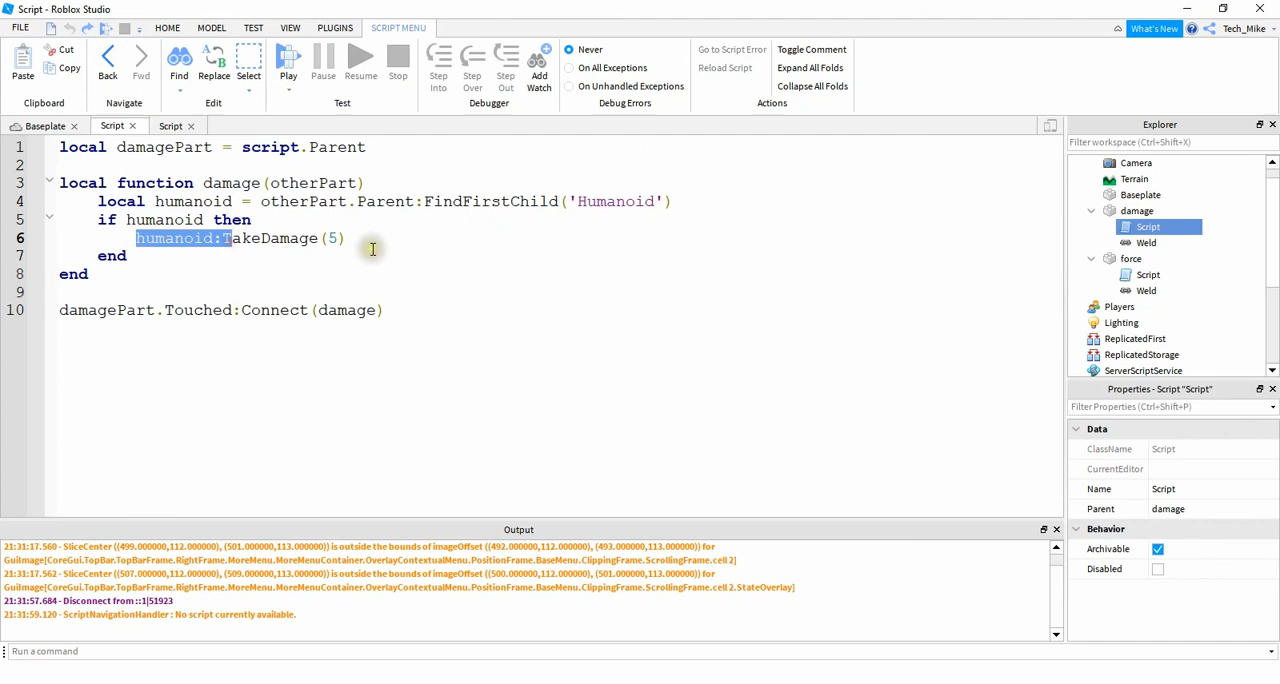 Script - Roblox Studio
FILE HOME MODEL TEST VIEW PLUGINS SCRIPT MENU What's New Tech_Mike
Paste Cut Copy Back Fwd Find Replace Select Play Pause Resume Stop Step Into Step Over Step Out Add Watch
Never Go to Script Error Toggle Comment
On All Exceptions Reload Script Expand All Folds
On Unhandled Exceptions Collapse All Folds
Clipboard Navigate Edit Test Debugger Debug Errors Actions
Baseplate Script Script
1 local damagePart = script.Parent
2
3 local function damage(otherPart)
4 local humanoid = otherPart.Parent:FindFirstChild('Humanoid')
5 if humanoid then
6 humanoid:TakeDamage(5)
7 end
8 end
9
10 damagePart.Touched:Connect(damage)
Explorer
Filter workspace (Ctrl+Shift+X)
Camera
Terrain
Baseplate
damage
Script
Weld
force
Script
Weld
Players
Lighting
ReplicatedFirst
ReplicatedStorage
ServerScriptService
Properties - Script "Script"
Filter Properties (Ctrl+Shift+P)
Data
ClassName Script
CurrentEditor
Name Script
Parent damage
Behavior
Archivable
Disabled
Output
21:31:17.560 - SliceCenter ((499.000000,112.000000), (501.000000,113.000000)) is outside the bounds of imageOffset ((492.000000,112.000000), (493.000000,113.000000)) for
GuiImage[CoreGui.TopBar.TopBarFrame.RightFrame.MoreMenu.MoreMenuContainer.OverlayContextualMenu.PositionFrame.BaseMenu.ClippingFrame.ScrollingFrame.cell 2]
21:31:17.562 - SliceCenter ((507.000000,112.000000), (509.000000,113.000000)) is outside the bounds of imageOffset ((500.000000,112.000000), (501.000000,113.000000)) for
GuiImage[CoreGui.TopBar.TopBarFrame.RightFrame.MoreMenu.MoreMenuContainer.OverlayContextualMenu.PositionFrame.BaseMenu.ClippingFrame.ScrollingFrame.cell 2.StateOverlay]
21:31:57.684 - Disconnect from ::1|51923
21:31:59.120 - ScriptNavigationHandler : No script currently available.
Run a command